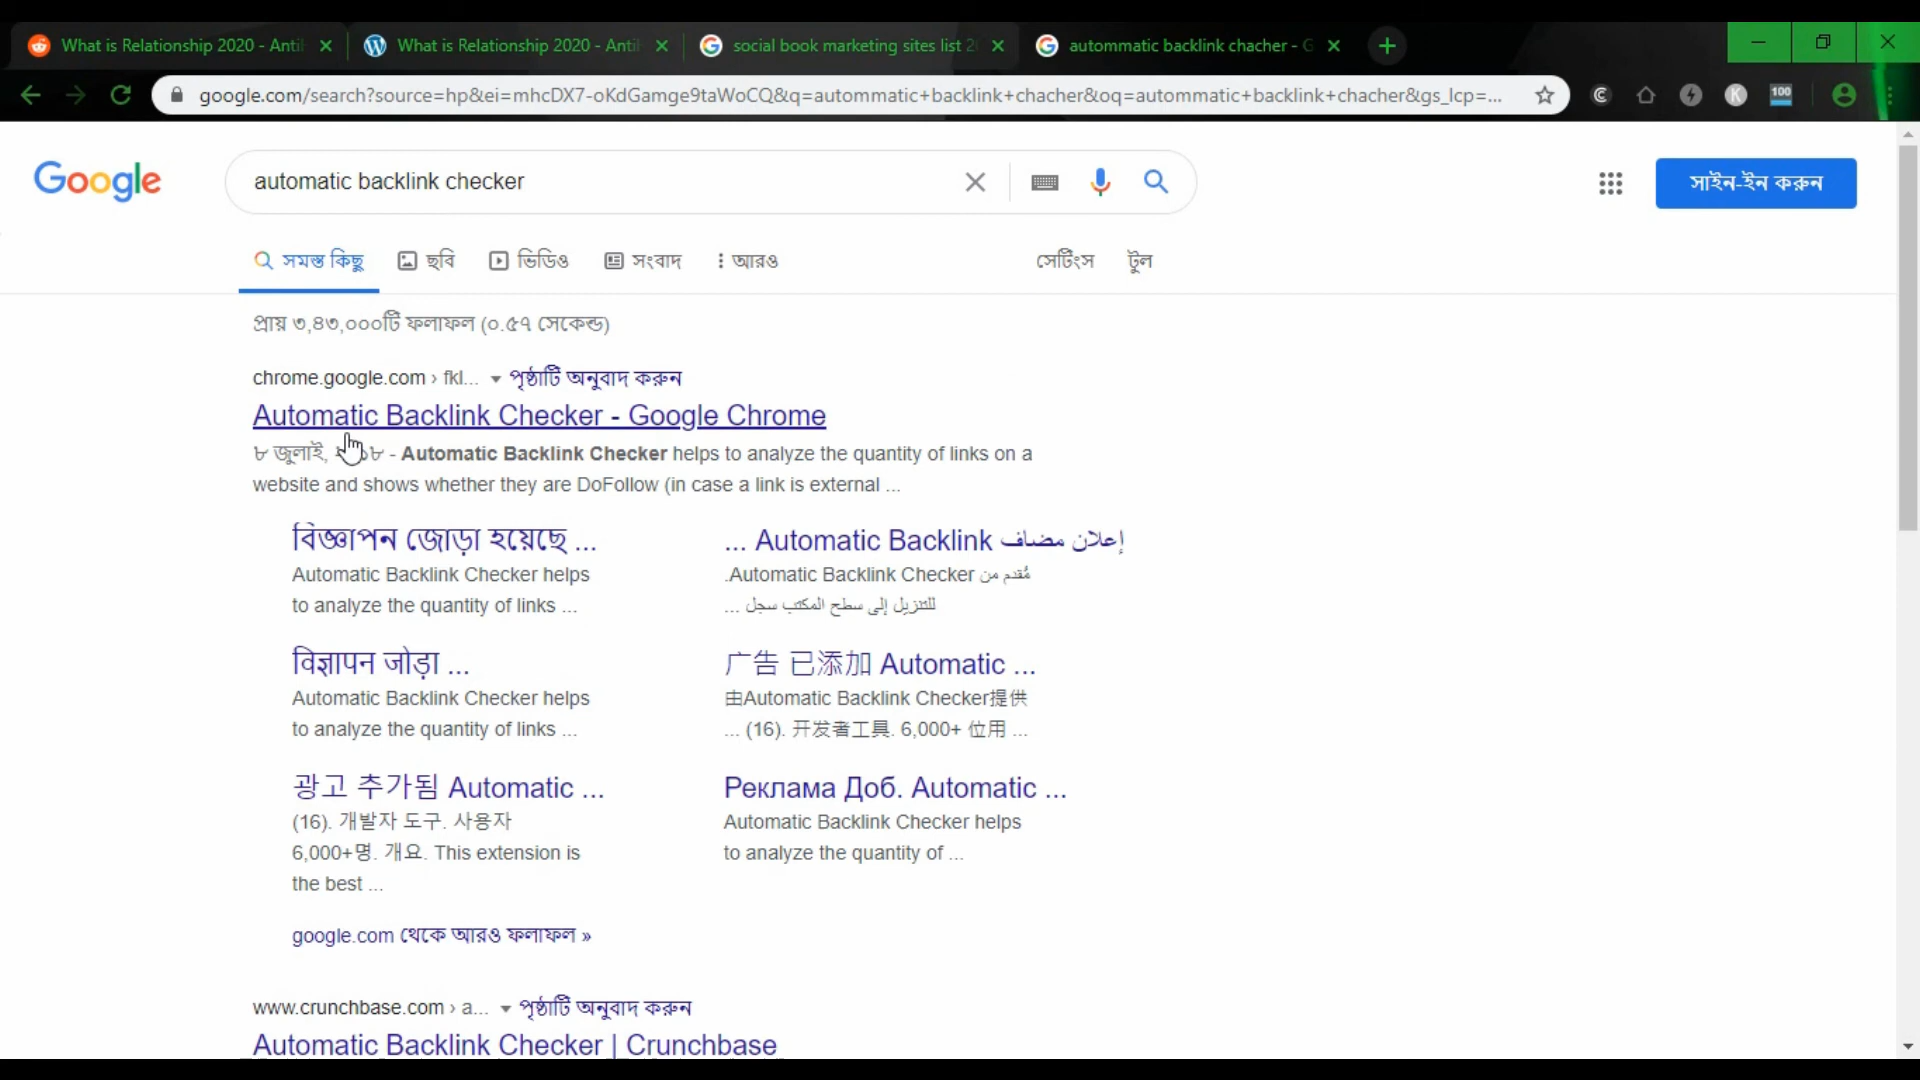 What is Relationship 2020 - Anti
What is Relationship 2020 - Anti
social book marketing sites list 2
autommatic backlink chacher - G
google.com/search?source=hp&ei=mhcDX7-oKdGamge9taWoCQ&q=autommatic+backlink+chacher&oq=autommatic+backlink+chacher&gs_lcp=...
100
Google
automatic backlink checker
সাইন-ইন করুন
সমস্ত কিছু
ছবি
ভিডিও
সংবাদ
আরও
সেটিংস
টুল
প্রায় ৩,৪৩,০০০টি ফলাফল (০.৫৭ সেকেন্ড)
chrome.google.com › fkl... পৃষ্ঠাটি অনুবাদ করুন
Automatic Backlink Checker - Google Chrome
৮ জুলাই, - Automatic Backlink Checker helps to analyze the quantity of links on a
website and shows whether they are DoFollow (in case a link is external ...
বিজ্ঞাপন জোড়া হয়েছে ...
Automatic Backlink Checker helps
to analyze the quantity of links ...
... Automatic Backlink إعلان مضاف
.Automatic Backlink Checker مُقدم من
... للتنزيل إلى سطح المكتب سجل
विज्ञापन जोड़ा ...
Automatic Backlink Checker helps
to analyze the quantity of links ...
广告 已添加 Automatic ...
由Automatic Backlink Checker提供
... (16). 开发者工具. 6,000+ 位用 ...
광고 추가됨 Automatic ...
(16). 개발자 도구. 사용자
6,000+명. 개요. This extension is
the best ...
Реклама Доб. Automatic ...
Automatic Backlink Checker helps
to analyze the quantity of ...
google.com থেকে আরও ফলাফল »
www.crunchbase.com › a... পৃষ্ঠাটি অনুবাদ করুন
Automatic Backlink Checker | Crunchbase